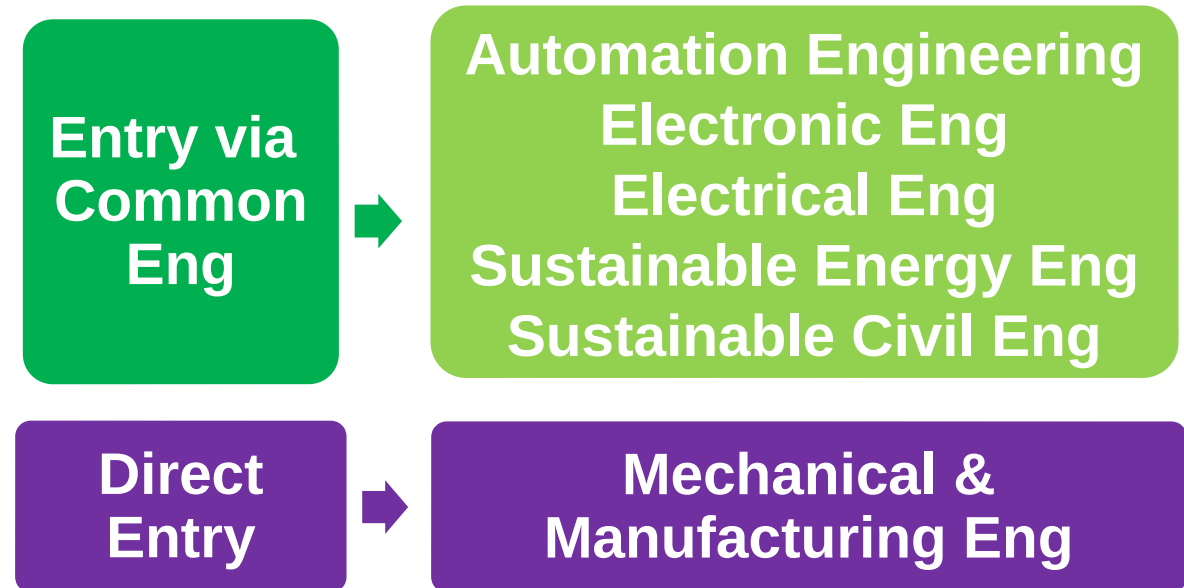 Entry via
Common
Eng
Automation Engineering
Electronic Eng
Electrical Eng
Sustainable Energy Eng
Sustainable Civil Eng
Direct
Entry
Mechanical &
Manufacturing Eng